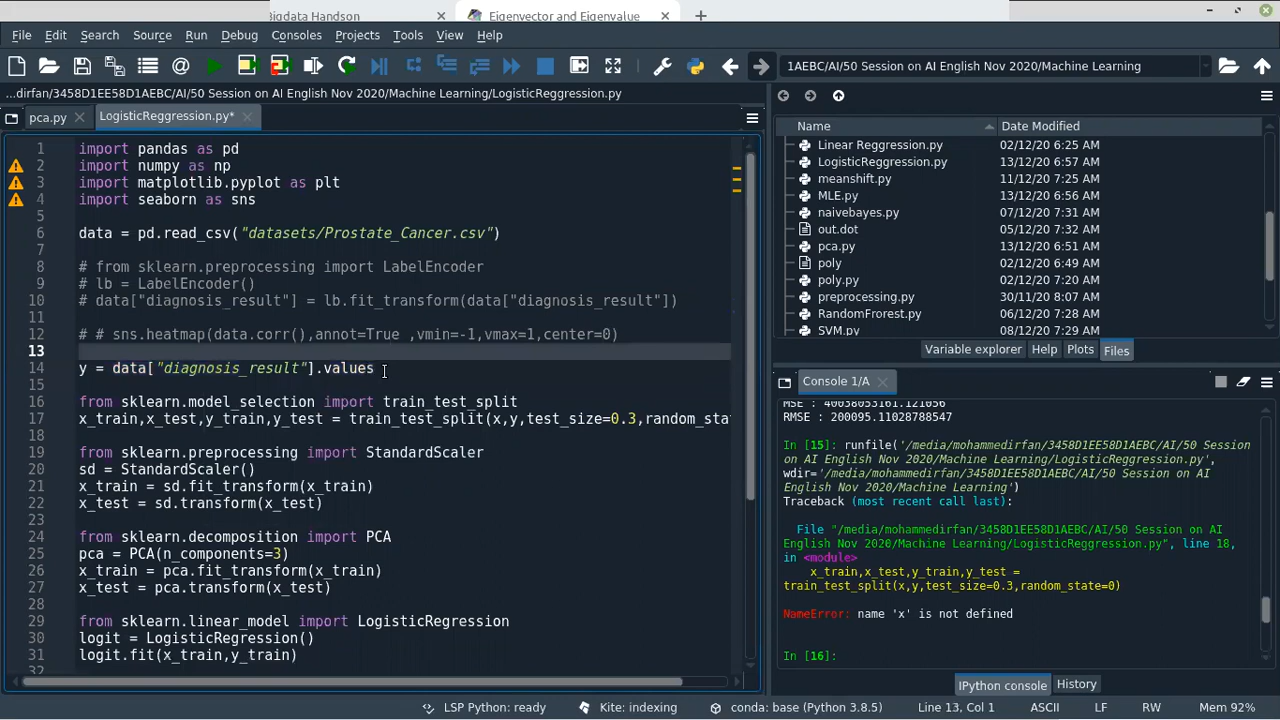 Bigdata Handson
Eigenvector and Eigenvalue
File Edit Search Source Run Debug Consoles Projects Tools View Help
1AEBC/AI/50 Session on AI English Nov 2020/Machine Learning
...dirfan/3458D1EE58D1AEBC/AI/50 Session on AI English Nov 2020/Machine Learning/LogisticReggression.py
pca.py
LogisticReggression.py*
1 import pandas as pd
2 import numpy as np
3 import matplotlib.pyplot as plt
4 import seaborn as sns
5
6 data = pd.read_csv("datasets/Prostate_Cancer.csv")
7
8 # from sklearn.preprocessing import LabelEncoder
9 # lb = LabelEncoder()
10 # data["diagnosis_result"] = lb.fit_transform(data["diagnosis_result"])
11
12 # # sns.heatmap(data.corr(),annot=True ,vmin=-1,vmax=1,center=0)
13
14 y = data["diagnosis_result"].values
15
16 from sklearn.model_selection import train_test_split
17 x_train,x_test,y_train,y_test = train_test_split(x,y,test_size=0.3,random_sta
18
19 from sklearn.preprocessing import StandardScaler
20 sd = StandardScaler()
21 x_train = sd.fit_transform(x_train)
22 x_test = sd.transform(x_test)
23
24 from sklearn.decomposition import PCA
25 pca = PCA(n_components=3)
26 x_train = pca.fit_transform(x_train)
27 x_test = pca.transform(x_test)
28
29 from sklearn.linear_model import LogisticRegression
30 logit = LogisticRegression()
31 logit.fit(x_train,y_train)
32
Name Date Modified
Linear Reggression.py 02/12/20 6:25 AM
LogisticReggression.py 13/12/20 6:57 AM
meanshift.py 11/12/20 7:25 AM
MLE.py 13/12/20 6:56 AM
naivebayes.py 07/12/20 7:31 AM
out.dot 05/12/20 7:32 AM
pca.py 13/12/20 6:51 AM
poly 02/12/20 6:49 AM
poly.py 02/12/20 7:20 AM
preprocessing.py 30/11/20 8:07 AM
RandomForrest.py 08/12/20 7:20 AM
SVM.py 08/12/20 7:20 AM
Variable explorer Help Plots Files
Console 1/A
MSE : 40038053161.121056
RMSE : 200095.11028788547
In [15]: runfile('/media/mohammedirfan/3458D1EE58D1AEBC/AI/50 Session
on AI English Nov 2020/Machine Learning/LogisticReggression.py',
wdir='/media/mohammedirfan/3458D1EE58D1AEBC/AI/50 Session on AI
English Nov 2020/Machine Learning')
Traceback (most recent call last):
File "/media/mohammedirfan/3458D1EE58D1AEBC/AI/50 Session on AI
English Nov 2020/Machine Learning/LogisticReggression.py", line 18,
in <module>
x_train,x_test,y_train,y_test =
train_test_split(x,y,test_size=0.3,random_state=0)
NameError: name 'x' is not defined
In [16]:
IPython console History
LSP Python: ready Kite: indexing conda: base (Python 3.8.5) Line 13, Col 1 ASCII LF RW Mem 92%